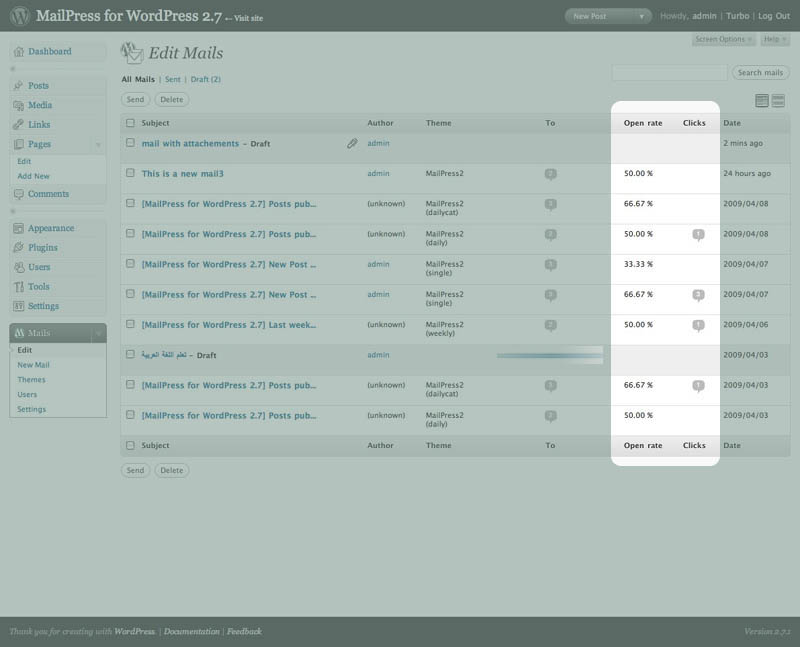 MailPress for WordPress 2.7 ← Visit site
New Post
Howdy, admin | Turbo | Log Out
Screen Options
Help
Dashboard
Posts
Media
Links
Pages
Edit
Add New
Comments
Appearance
Plugins
Users
Tools
Settings
Mails
Edit
New Mail
Themes
Users
Settings
Edit Mails
All Mails | Sent | Draft (2)
Search mails
Send Delete
Subject Author Theme To Open rate Clicks Date
mail with attachements - Draft admin 2 mins ago
This is a new mail3 admin MailPress2 50.00 % 24 hours ago
[MailPress for WordPress 2.7] Posts pub... (unknown) MailPress2 66.67 % 2009/04/08
(dailycat)
[MailPress for WordPress 2.7] Posts pub... (unknown) MailPress2 50.00 % 1 2009/04/08
(daily)
[MailPress for WordPress 2.7] New Post ... admin MailPress2 33.33 % 2009/04/07
(single)
[MailPress for WordPress 2.7] New Post ... admin MailPress2 66.67 % 2009/04/07
(single)
[MailPress for WordPress 2.7] Last week... (unknown) MailPress2 50.00 % 1 2009/04/06
(weekly)
تعلم اللغة العربية - Draft admin 2009/04/03
[MailPress for WordPress 2.7] Posts pub... (unknown) MailPress2 66.67 % 1 2009/04/03
(dailycat)
[MailPress for WordPress 2.7] Posts pub... (unknown) MailPress2 50.00 % 2009/04/03
(daily)
Subject Author Theme To Open rate Clicks Date
Send Delete
Thank you for creating with WordPress. | Documentation | Feedback
Version 2.7.1